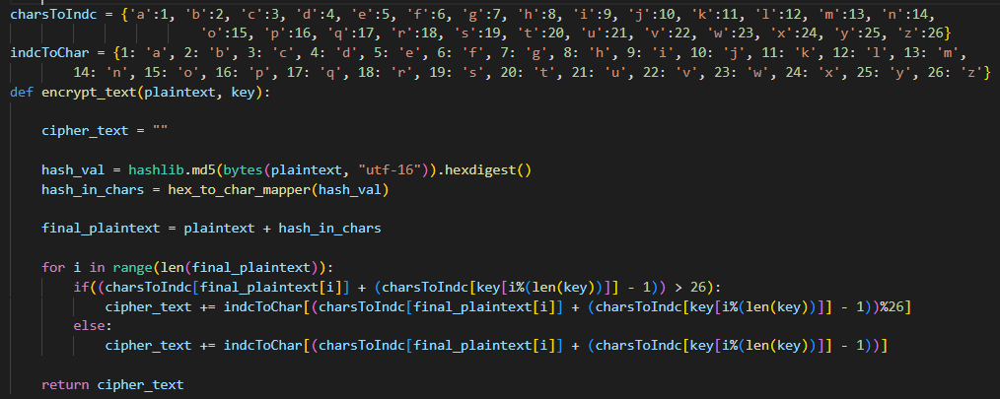 charsToIndc = {'a':1, 'b':2, 'c':3, 'd':4, 'e':5, 'f':6, 'g':7, 'h':8, 'i':9, 'j':10, 'k':11, 'l':12, 'm':13, 'n':14,
'o':15, 'p':16, 'q':17, 'r':18, 's':19, 't':20, 'u':21, 'v':22, 'w':23, 'x':24, 'y':25, 'z':26}
indcToChar = {1: 'a', 2: 'b', 3: 'c', 4: 'd', 5: 'e', 6: 'f', 7: 'g', 8: 'h', 9: 'i', 10: 'j', 11: 'k', 12: 'l', 13: 'm',
14: 'n', 15: 'o', 16: 'p', 17: 'q', 18: 'r', 19: 's', 20: 't', 21: 'u', 22: 'v', 23: 'w', 24: 'x', 25: 'y', 26: 'z'}
def encrypt_text(plaintext, key):
cipher_text = ""
hash_val = hashlib.md5(bytes(plaintext, "utf-16")).hexdigest()
hash_in_chars = hex_to_char_mapper(hash_val)
final_plaintext = plaintext + hash_in_chars
for i in range(len(final_plaintext)):
if((charsToIndc[final_plaintext[i]] + (charsToIndc[key[i%(len(key))]] - 1)) > 26):
cipher_text += indcToChar[(charsToIndc[final_plaintext[i]] + (charsToIndc[key[i%(len(key))]] - 1))%26]
else:
cipher_text += indcToChar[(charsToIndc[final_plaintext[i]] + (charsToIndc[key[i%(len(key))]] - 1))]
return cipher_text